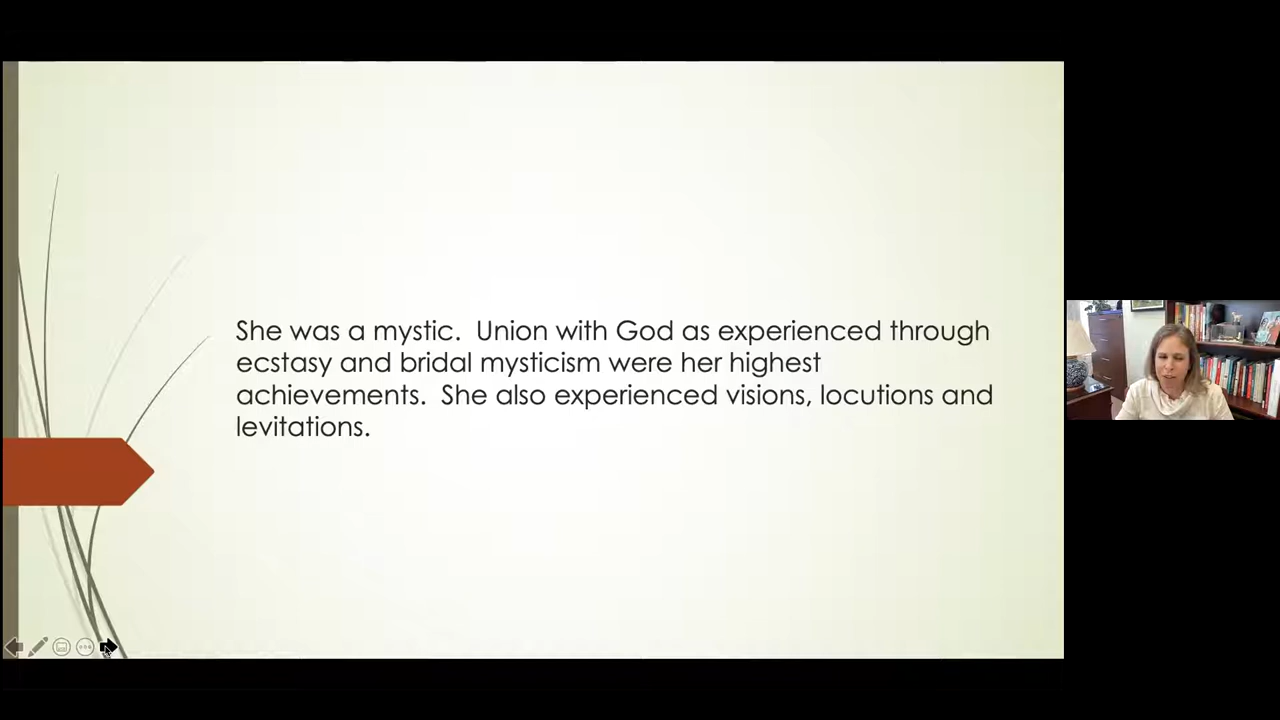 She was a mystic.  Union with God as experienced through
ecstasy and bridal mysticism were her highest
achievements.  She also experienced visions, locutions and
levitations.